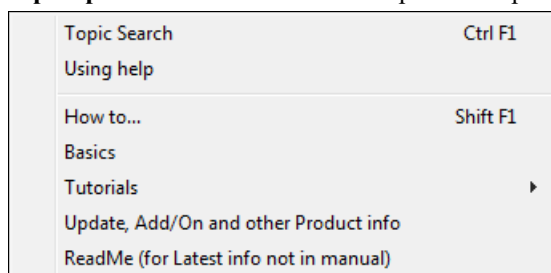 Topic Search Ctrl F1
Using help
How to... Shift F1
Basics
Tutorials
Update, Add/On and other Product info
ReadMe (for Latest info not in manual)